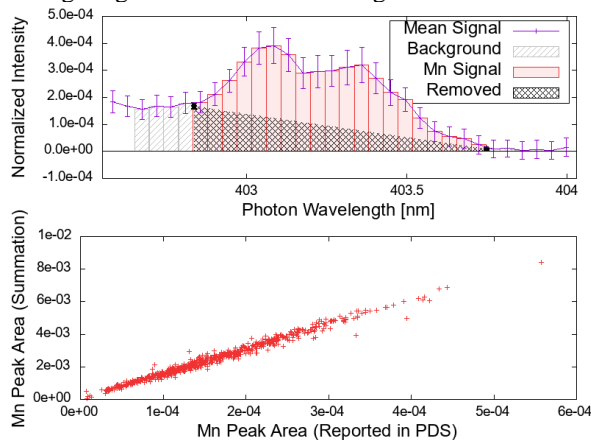 5.0e-04
4.0e-04
3.0e-04
2.0e-04
1.0e-04
0.0e+00
-1.0e-04
Normalized Intensity
Mean Signal
Background
Mn Signal
Removed
403 403.5 404
Photon Wavelength [nm]
1e-02
8e-03
6e-03
4e-03
2e-03
0e+00
Mn Peak Area (Summation)
0e+00 1e-04 2e-04 3e-04 4e-04 5e-04 6e-04
Mn Peak Area (Reported in PDS)